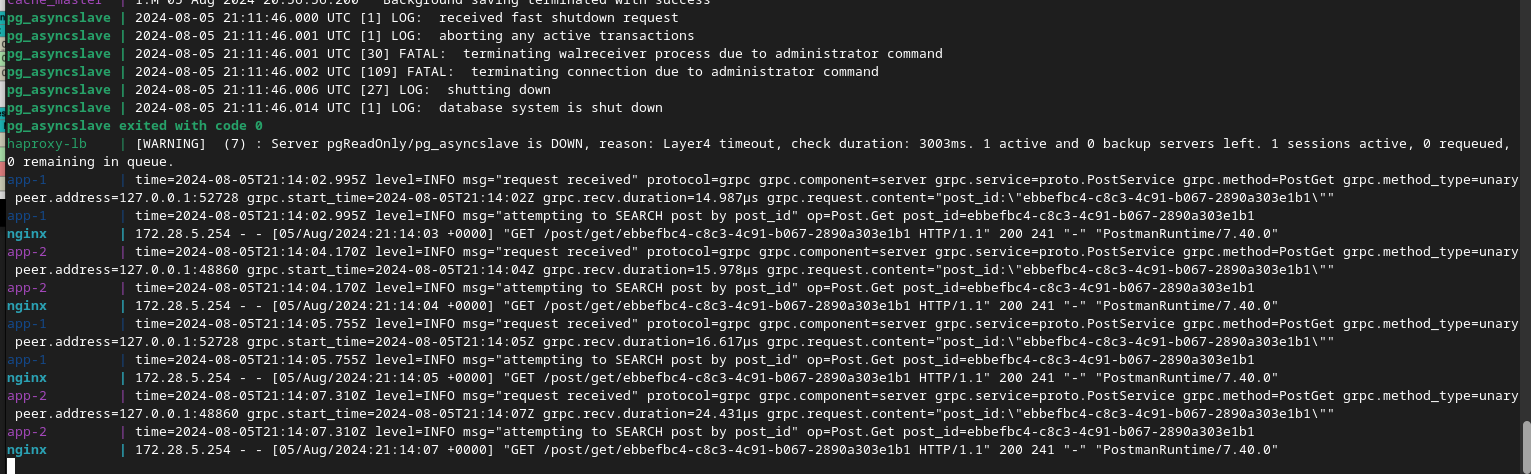 pg_asyncslave | 2024-08-05 21:11:46.000 UTC [1] LOG:  received fast shutdown request
pg_asyncslave | 2024-08-05 21:11:46.001 UTC [1] LOG:  aborting any active transactions
pg_asyncslave | 2024-08-05 21:11:46.001 UTC [30] FATAL:  terminating walreceiver process due to administrator command
pg_asyncslave | 2024-08-05 21:11:46.002 UTC [109] FATAL:  terminating connection due to administrator command
pg_asyncslave | 2024-08-05 21:11:46.006 UTC [27] LOG:  shutting down
pg_asyncslave | 2024-08-05 21:11:46.014 UTC [1] LOG:  database system is shut down
pg_asyncslave exited with code 0
haproxy-lb    | [WARNING]  (7) : Server pgReadOnly/pg_asyncslave is DOWN, reason: Layer4 timeout, check duration: 3003ms. 1 active and 0 backup servers left. 1 sessions active, 0 requeued,
0 remaining in queue.
app-1         | time=2024-08-05T21:14:02.995Z level=INFO msg="request received" protocol=grpc grpc.component=server grpc.service=proto.PostService grpc.method=PostGet grpc.method_type=unary
peer.address=127.0.0.1:52728 grpc.start_time=2024-08-05T21:14:02Z grpc.recv.duration=14.987µs grpc.request.content="post_id:\"ebbefbc4-c8c3-4c91-b067-2890a303e1b1\""
app-1         | time=2024-08-05T21:14:02.995Z level=INFO msg="attempting to SEARCH post by post_id" op=Post.Get post_id=ebbefbc4-c8c3-4c91-b067-2890a303e1b1
nginx         | 172.28.5.254 - - [05/Aug/2024:21:14:03 +0000] "GET /post/get/ebbefbc4-c8c3-4c91-b067-2890a303e1b1 HTTP/1.1" 200 241 "-" "PostmanRuntime/7.40.0"
app-2         | time=2024-08-05T21:14:04.170Z level=INFO msg="request received" protocol=grpc grpc.component=server grpc.service=proto.PostService grpc.method=PostGet grpc.method_type=unary
peer.address=127.0.0.1:48860 grpc.start_time=2024-08-05T21:14:04Z grpc.recv.duration=15.978µs grpc.request.content="post_id:\"ebbefbc4-c8c3-4c91-b067-2890a303e1b1\""
app-2         | time=2024-08-05T21:14:04.170Z level=INFO msg="attempting to SEARCH post by post_id" op=Post.Get post_id=ebbefbc4-c8c3-4c91-b067-2890a303e1b1
nginx         | 172.28.5.254 - - [05/Aug/2024:21:14:04 +0000] "GET /post/get/ebbefbc4-c8c3-4c91-b067-2890a303e1b1 HTTP/1.1" 200 241 "-" "PostmanRuntime/7.40.0"
app-1         | time=2024-08-05T21:14:05.755Z level=INFO msg="request received" protocol=grpc grpc.component=server grpc.service=proto.PostService grpc.method=PostGet grpc.method_type=unary
peer.address=127.0.0.1:52728 grpc.start_time=2024-08-05T21:14:05Z grpc.recv.duration=16.617µs grpc.request.content="post_id:\"ebbefbc4-c8c3-4c91-b067-2890a303e1b1\""
app-1         | time=2024-08-05T21:14:05.755Z level=INFO msg="attempting to SEARCH post by post_id" op=Post.Get post_id=ebbefbc4-c8c3-4c91-b067-2890a303e1b1
nginx         | 172.28.5.254 - - [05/Aug/2024:21:14:05 +0000] "GET /post/get/ebbefbc4-c8c3-4c91-b067-2890a303e1b1 HTTP/1.1" 200 241 "-" "PostmanRuntime/7.40.0"
app-2         | time=2024-08-05T21:14:07.310Z level=INFO msg="request received" protocol=grpc grpc.component=server grpc.service=proto.PostService grpc.method=PostGet grpc.method_type=unary
peer.address=127.0.0.1:48860 grpc.start_time=2024-08-05T21:14:07Z grpc.recv.duration=24.431µs grpc.request.content="post_id:\"ebbefbc4-c8c3-4c91-b067-2890a303e1b1\""
app-2         | time=2024-08-05T21:14:07.310Z level=INFO msg="attempting to SEARCH post by post_id" op=Post.Get post_id=ebbefbc4-c8c3-4c91-b067-2890a303e1b1
nginx         | 172.28.5.254 - - [05/Aug/2024:21:14:07 +0000] "GET /post/get/ebbefbc4-c8c3-4c91-b067-2890a303e1b1 HTTP/1.1" 200 241 "-" "PostmanRuntime/7.40.0"